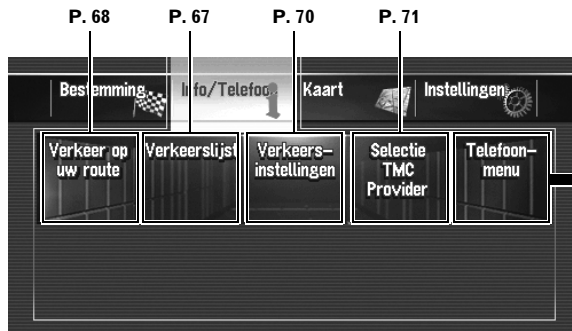 P. 68 P. 67 P. 70 P. 71
Bestemming Info/Telefoon Kaart Instellingen
Verkeer op Verkeerslijst Verkeers– Selectie Telefoon–
uw route instellingen TMC menu
Provider